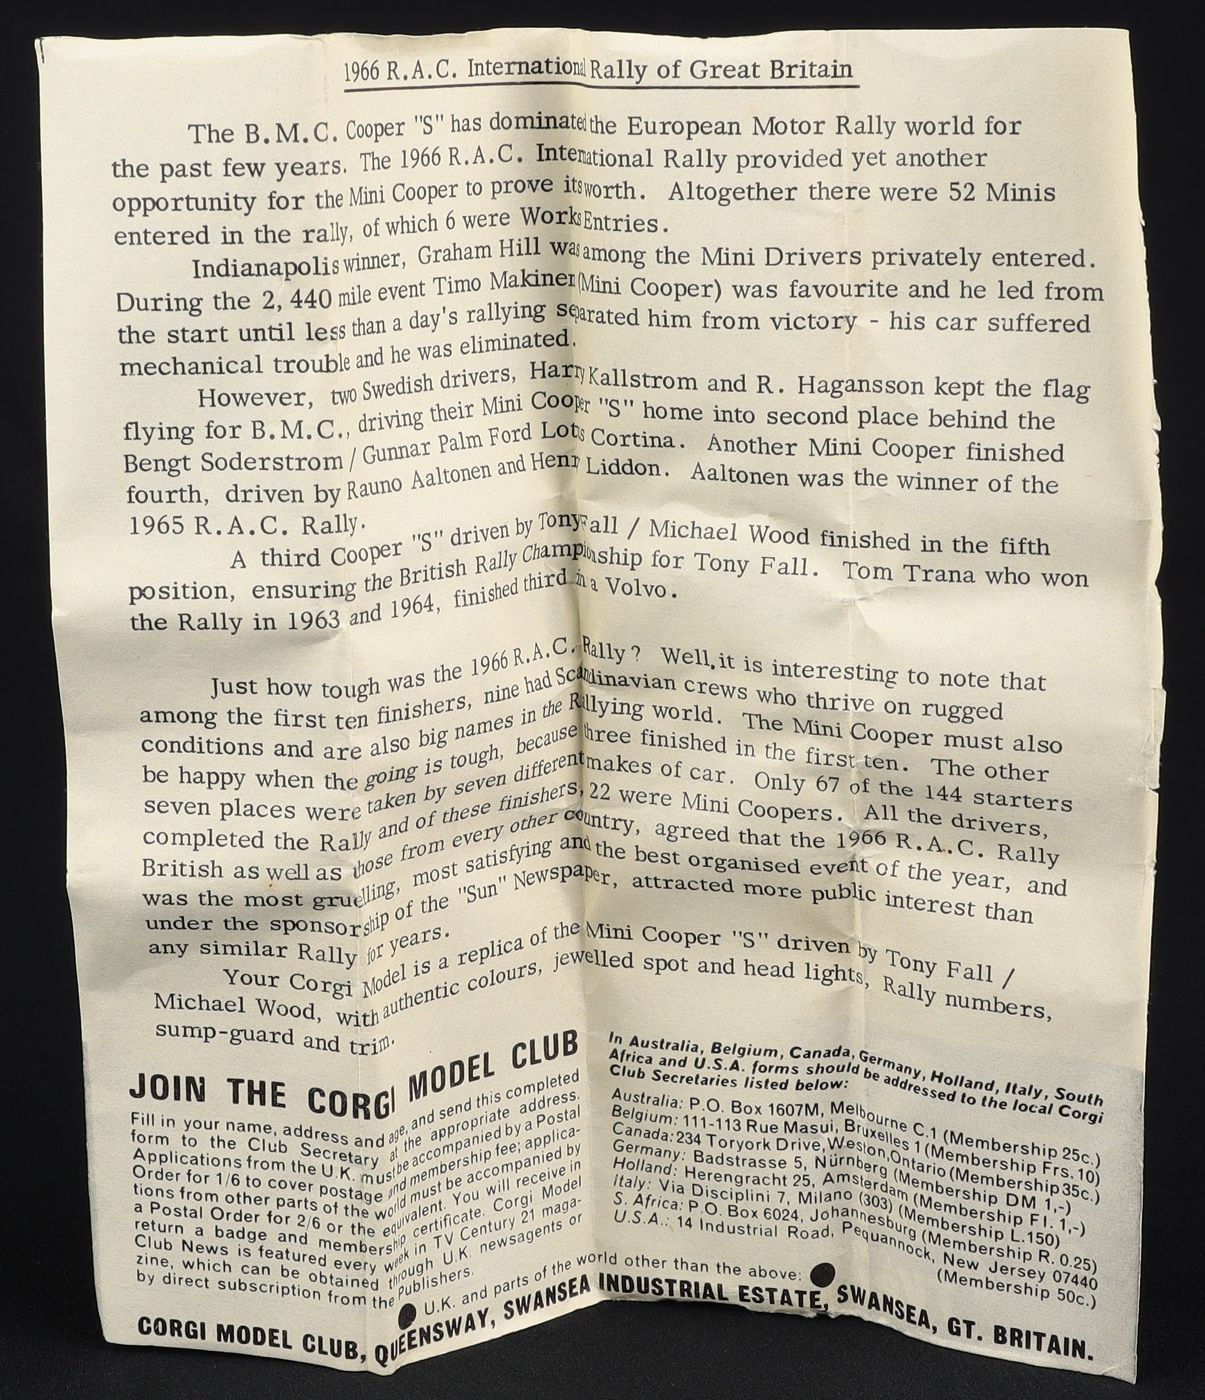 1966 R.A.C. International Rally of Great Britain
The B.M.C. Cooper "S" has dominated the European Motor Rally world for
the past few years. The 1966 R.A.C. International Rally provided yet another
opportunity for the Mini Cooper to prove its worth. Altogether there were 52 Minis
entered in the rally, of which 6 were Works Entries.
Indianapolis winner, Graham Hill was among the Mini Drivers privately entered.
During the 2,440 mile event Timo Makinen (Mini Cooper) was favourite and he led from
the start until less than a day's rallying separated him from victory - his car suffered
mechanical trouble and he was eliminated.
However, two Swedish drivers, Harry Kallstrom and R. Hagansson kept the flag
flying for B.M.C., driving their Mini Cooper "S" home into second place behind the
Bengt Soderstrom / Gunnar Palm Ford Lotus Cortina. Another Mini Cooper finished
fourth, driven by Rauno Aaltonen and Henry Liddon. Aaltonen was the winner of the
1965 R.A.C. Rally.
A third Cooper "S" driven by Tony Fall / Michael Wood finished in the fifth
position, ensuring the British Rally Championship for Tony Fall. Tom Trana who won
the Rally in 1963 and 1964, finished third in a Volvo.
Just how tough was the 1966 R.A.C. Rally? Well, it is interesting to note that
among the first ten finishers, nine had Scandinavian crews who thrive on rugged
conditions and are also big names in the Rallying world. The Mini Cooper must also
be happy when the going is tough, because three finished in the first ten. The other
seven places were taken by seven different makes of car. Only 67 of the 144 starters
completed the Rally and of these finishers, 22 were Mini Coopers. All the drivers,
British as well as those from every other country, agreed that the 1966 R.A.C. Rally
was the most gruelling, most satisfying and the best organised event of the year, and
under the sponsorship of the "Sun" Newspaper, attracted more public interest than
any similar Rally for years.
Your Corgi Model is a replica of the Mini Cooper "S" driven by Tony Fall /
Michael Wood, with authentic colours, jewelled spot and head lights, Rally numbers,
sump-guard and trim.
JOIN THE CORGI MODEL CLUB
Fill in your name, address and age, and send this completed
form to the Club Secretary at the appropriate address.
Applications from the U.K. must be accompanied by a Postal
Order for 1/6 to cover postage and membership fee; applica-
tions from other parts of the world must be accompanied by
a Postal Order for 2/6 or the equivalent. You will receive in
return a badge and membership certificate. Corgi Model
Club News is featured every week in TV Century 21 maga-
zine, which can be obtained through U.K. newsagents or
by direct subscription from the Publishers.
In Australia, Belgium, Canada, Germany, Holland, Italy, South
Africa and U.S.A. forms should be addressed to the local Corgi
Club Secretaries listed below:
Australia: P.O. Box 1607M, Melbourne C.1 (Membership 25c.)
Belgium: 111-113 Rue Masui, Bruxelles 1 (Membership Frs. 10)
Canada: 234 Toryork Drive, Weston, Ontario (Membership 35c.)
Germany: Badstrasse 5, Nürnberg (Membership DM 1,-)
Holland: Herengracht 25, Amsterdam (Membership Fl. 1,-)
Italy: Via Disciplini 7, Milano (303) (Membership L.150)
S. Africa: P.O. Box 6024, Johannesburg (Membership R. 0.25)
U.S.A.: 14 Industrial Road, Pequannock, New Jersey 07440
(Membership 50c.)
U.K. and parts of the world other than the above:
CORGI MODEL CLUB, QUEENSWAY, SWANSEA INDUSTRIAL ESTATE, SWANSEA, GT. BRITAIN.